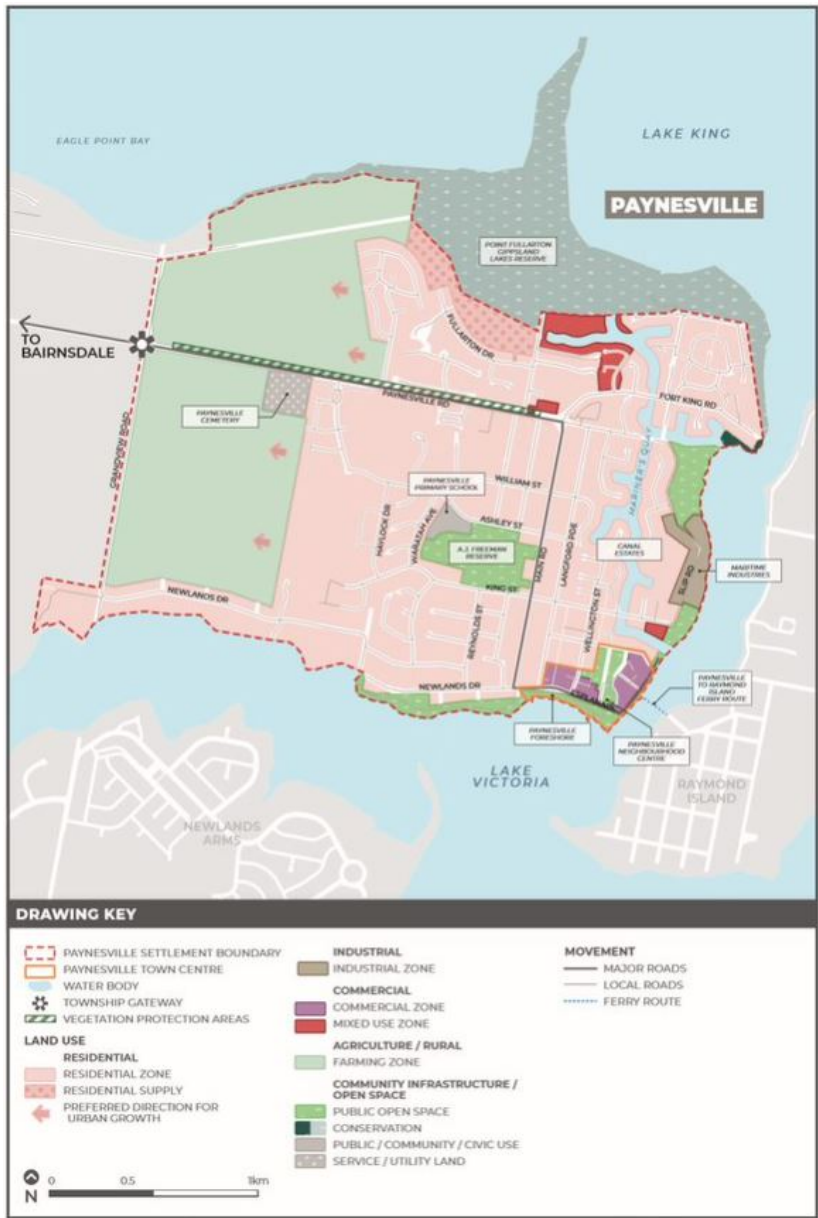 EAGLE POINT BAY
LAKE KING
PAYNESVILLE
POINT FULLARTON
GIPPSLAND
LAKES RESERVE
TO
BAIRNSDALE
FULLARTON DR
PAYNESVILLE
CEMETERY
PAYNESVILLE RD
FORT KING RD
GRANDVIEW ROAD
MARINER'S QUAY
PAYNESVILLE
PRIMARY SCHOOL
WILLIAM ST
HAYLOCK DR
WARATAH AVE
ASHLEY ST
A.J. FREEMAN
RESERVE
MAIN RD
LANGFORD PDE
CANAL
ESTATES
SLIP RD
MARITIME
INDUSTRIES
KING ST
NEWLANDS DR
REYNOLDS ST
WELLINGTON ST
NEWLANDS DR
ESPLANADE
PAYNESVILLE
TO RAYMOND
ISLAND
FERRY ROUTE
PAYNESVILLE
FORESHORE
PAYNESVILLE
NEIGHBOURHOOD
CENTRE
LAKE
VICTORIA
RAYMOND
ISLAND
NEWLANDS
ARMS
DRAWING KEY
PAYNESVILLE SETTLEMENT BOUNDARY
PAYNESVILLE TOWN CENTRE
WATER BODY
TOWNSHIP GATEWAY
VEGETATION PROTECTION AREAS
LAND USE
RESIDENTIAL
RESIDENTIAL ZONE
RESIDENTIAL SUPPLY
PREFERRED DIRECTION FOR
URBAN GROWTH
INDUSTRIAL
INDUSTRIAL ZONE
COMMERCIAL
COMMERCIAL ZONE
MIXED USE ZONE
AGRICULTURE / RURAL
FARMING ZONE
COMMUNITY INFRASTRUCTURE /
OPEN SPACE
PUBLIC OPEN SPACE
CONSERVATION
PUBLIC / COMMUNITY / CIVIC USE
SERVICE / UTILITY LAND
MOVEMENT
MAJOR ROADS
LOCAL ROADS
FERRY ROUTE
0 0.5 1km
N